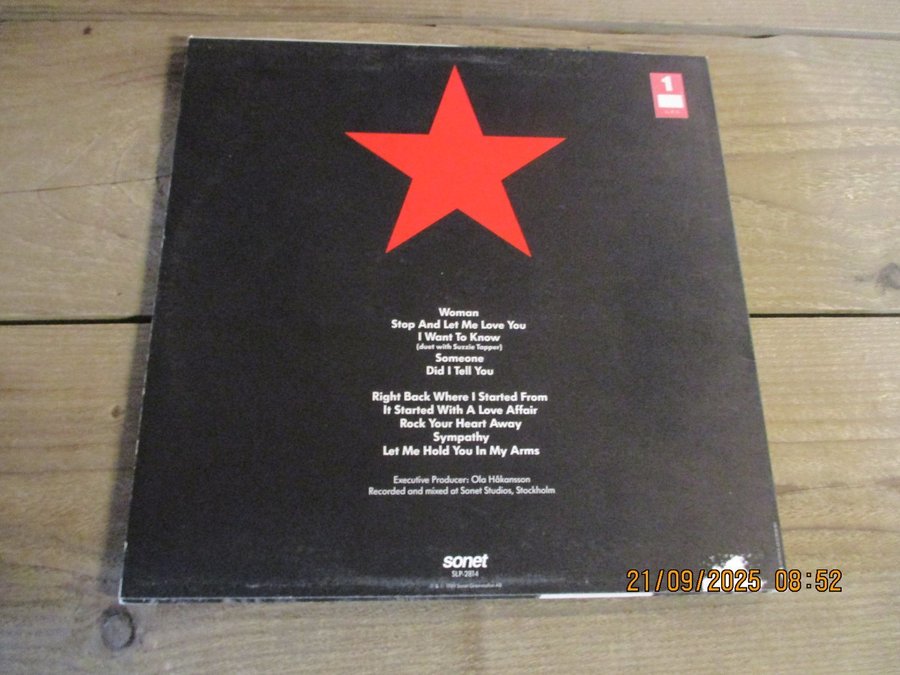 1
Woman
Stop And Let Me Love You
I Want To Know
(duet with Suzzie Tapper)
Someone
Did I Tell You
Right Back Where I Started From
It Started With A Love Affair
Rock Your Heart Away
Sympathy
Let Me Hold You In My Arms
Executive Producer: Ola Håkansson
Recorded and mixed at Sonet Studios, Stockholm
sonet
SLP-2814
21/09/2025 08:52